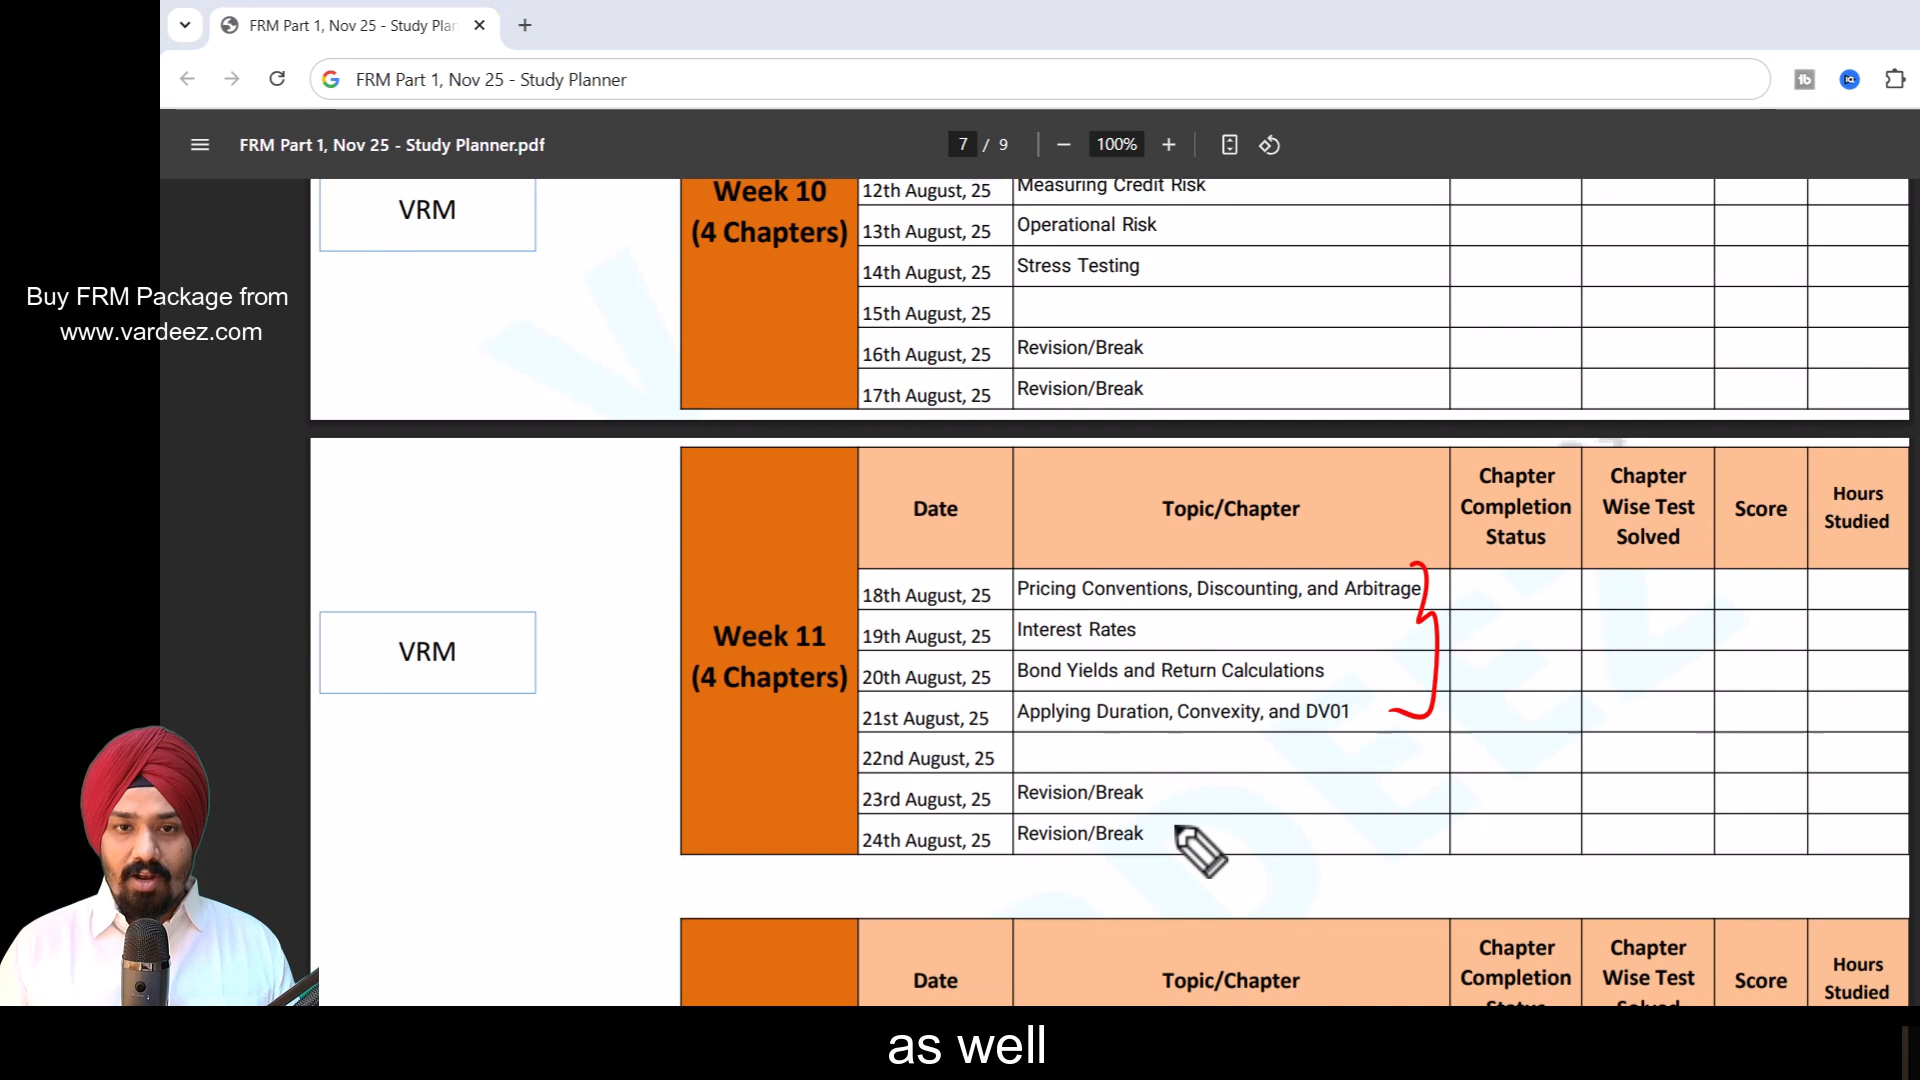 FRM Part 1, Nov 25 - Study Plan
FRM Part 1, Nov 25 - Study Planner
FRM Part 1, Nov 25 - Study Planner.pdf
7 / 9
100%
Buy FRM Package from
www.vardeez.com
VRM
Week 10
(4 Chapters)
12th August, 25 Measuring Credit Risk
13th August, 25 Operational Risk
14th August, 25 Stress Testing
15th August, 25
16th August, 25 Revision/Break
17th August, 25 Revision/Break
VRM
Week 11
(4 Chapters)
Date
Topic/Chapter
Chapter
Completion
Status
Chapter
Wise Test
Solved
Score
Hours
Studied
18th August, 25 Pricing Conventions, Discounting, and Arbitrage
19th August, 25 Interest Rates
20th August, 25 Bond Yields and Return Calculations
21st August, 25 Applying Duration, Convexity, and DV01
22nd August, 25
23rd August, 25 Revision/Break
24th August, 25 Revision/Break
Date
Topic/Chapter
Chapter
Completion
Status
Chapter
Wise Test
Solved
Score
Hours
Studied
as well